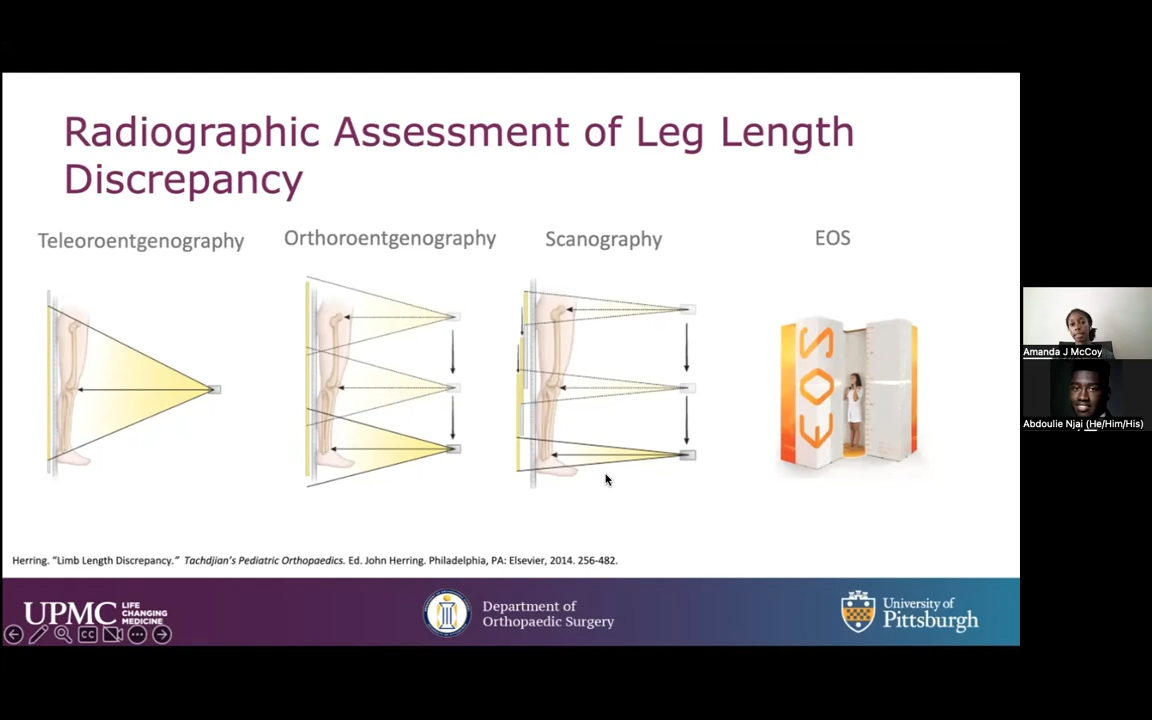 Radiographic Assessment of Leg Length
Discrepancy
Teleoroentgenography
Orthoroentgenography
Scanography
EOS
EOS
Herring. "Limb Length Discrepancy." Tachdjian's Pediatric Orthopaedics. Ed. John Herring. Philadelphia, PA: Elsevier, 2014. 256-482.
UPMC
LIFE
CHANGING
MEDICINE
Department of
Orthopaedic Surgery
University of
Pittsburgh
CC
Amanda J McCoy
Abdoulie Njai (He/Him/His)